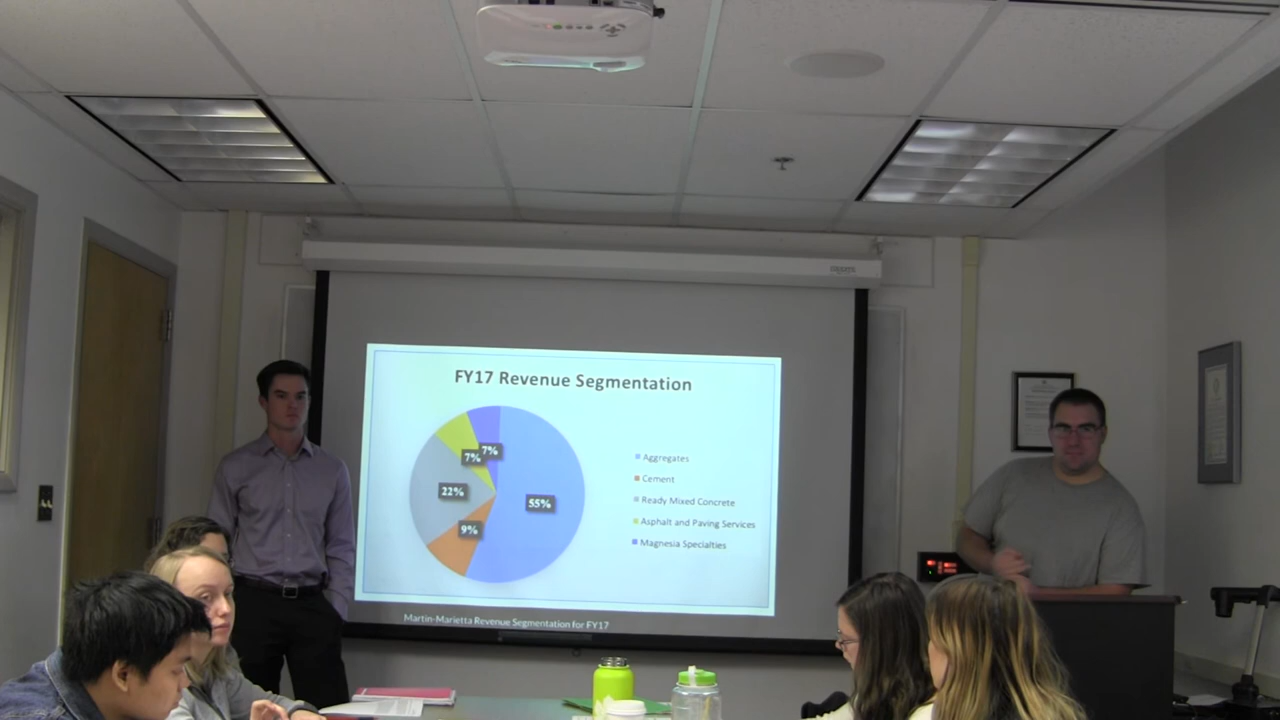 FY17 Revenue Segmentation
7%
7%
22%
55%
9%
Aggregates
Cement
Ready Mixed Concrete
Asphalt and Paving Services
Magnesia Specialties
Martin-Marietta Revenue Segmentation for FY17